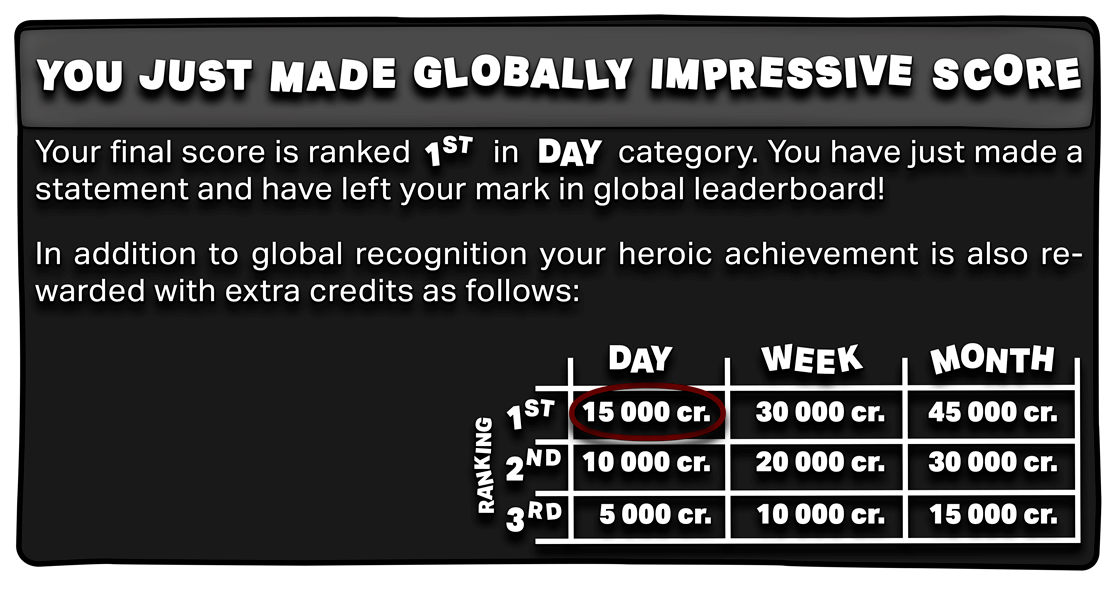 YOU JUST MADE GLOBALLY IMPRESSIVE SCORE
Your final score is ranked 1ST in DAY category. You have just made a
statement and have left your mark in global leaderboard!
In addition to global recognition your heroic achievement is also re-
warded with extra credits as follows:
DAY WEEK MONTH
RANKING
1ST 15 000 cr. 30 000 cr. 45 000 cr.
2ND 10 000 cr. 20 000 cr. 30 000 cr.
3RD 5 000 cr. 10 000 cr. 15 000 cr.